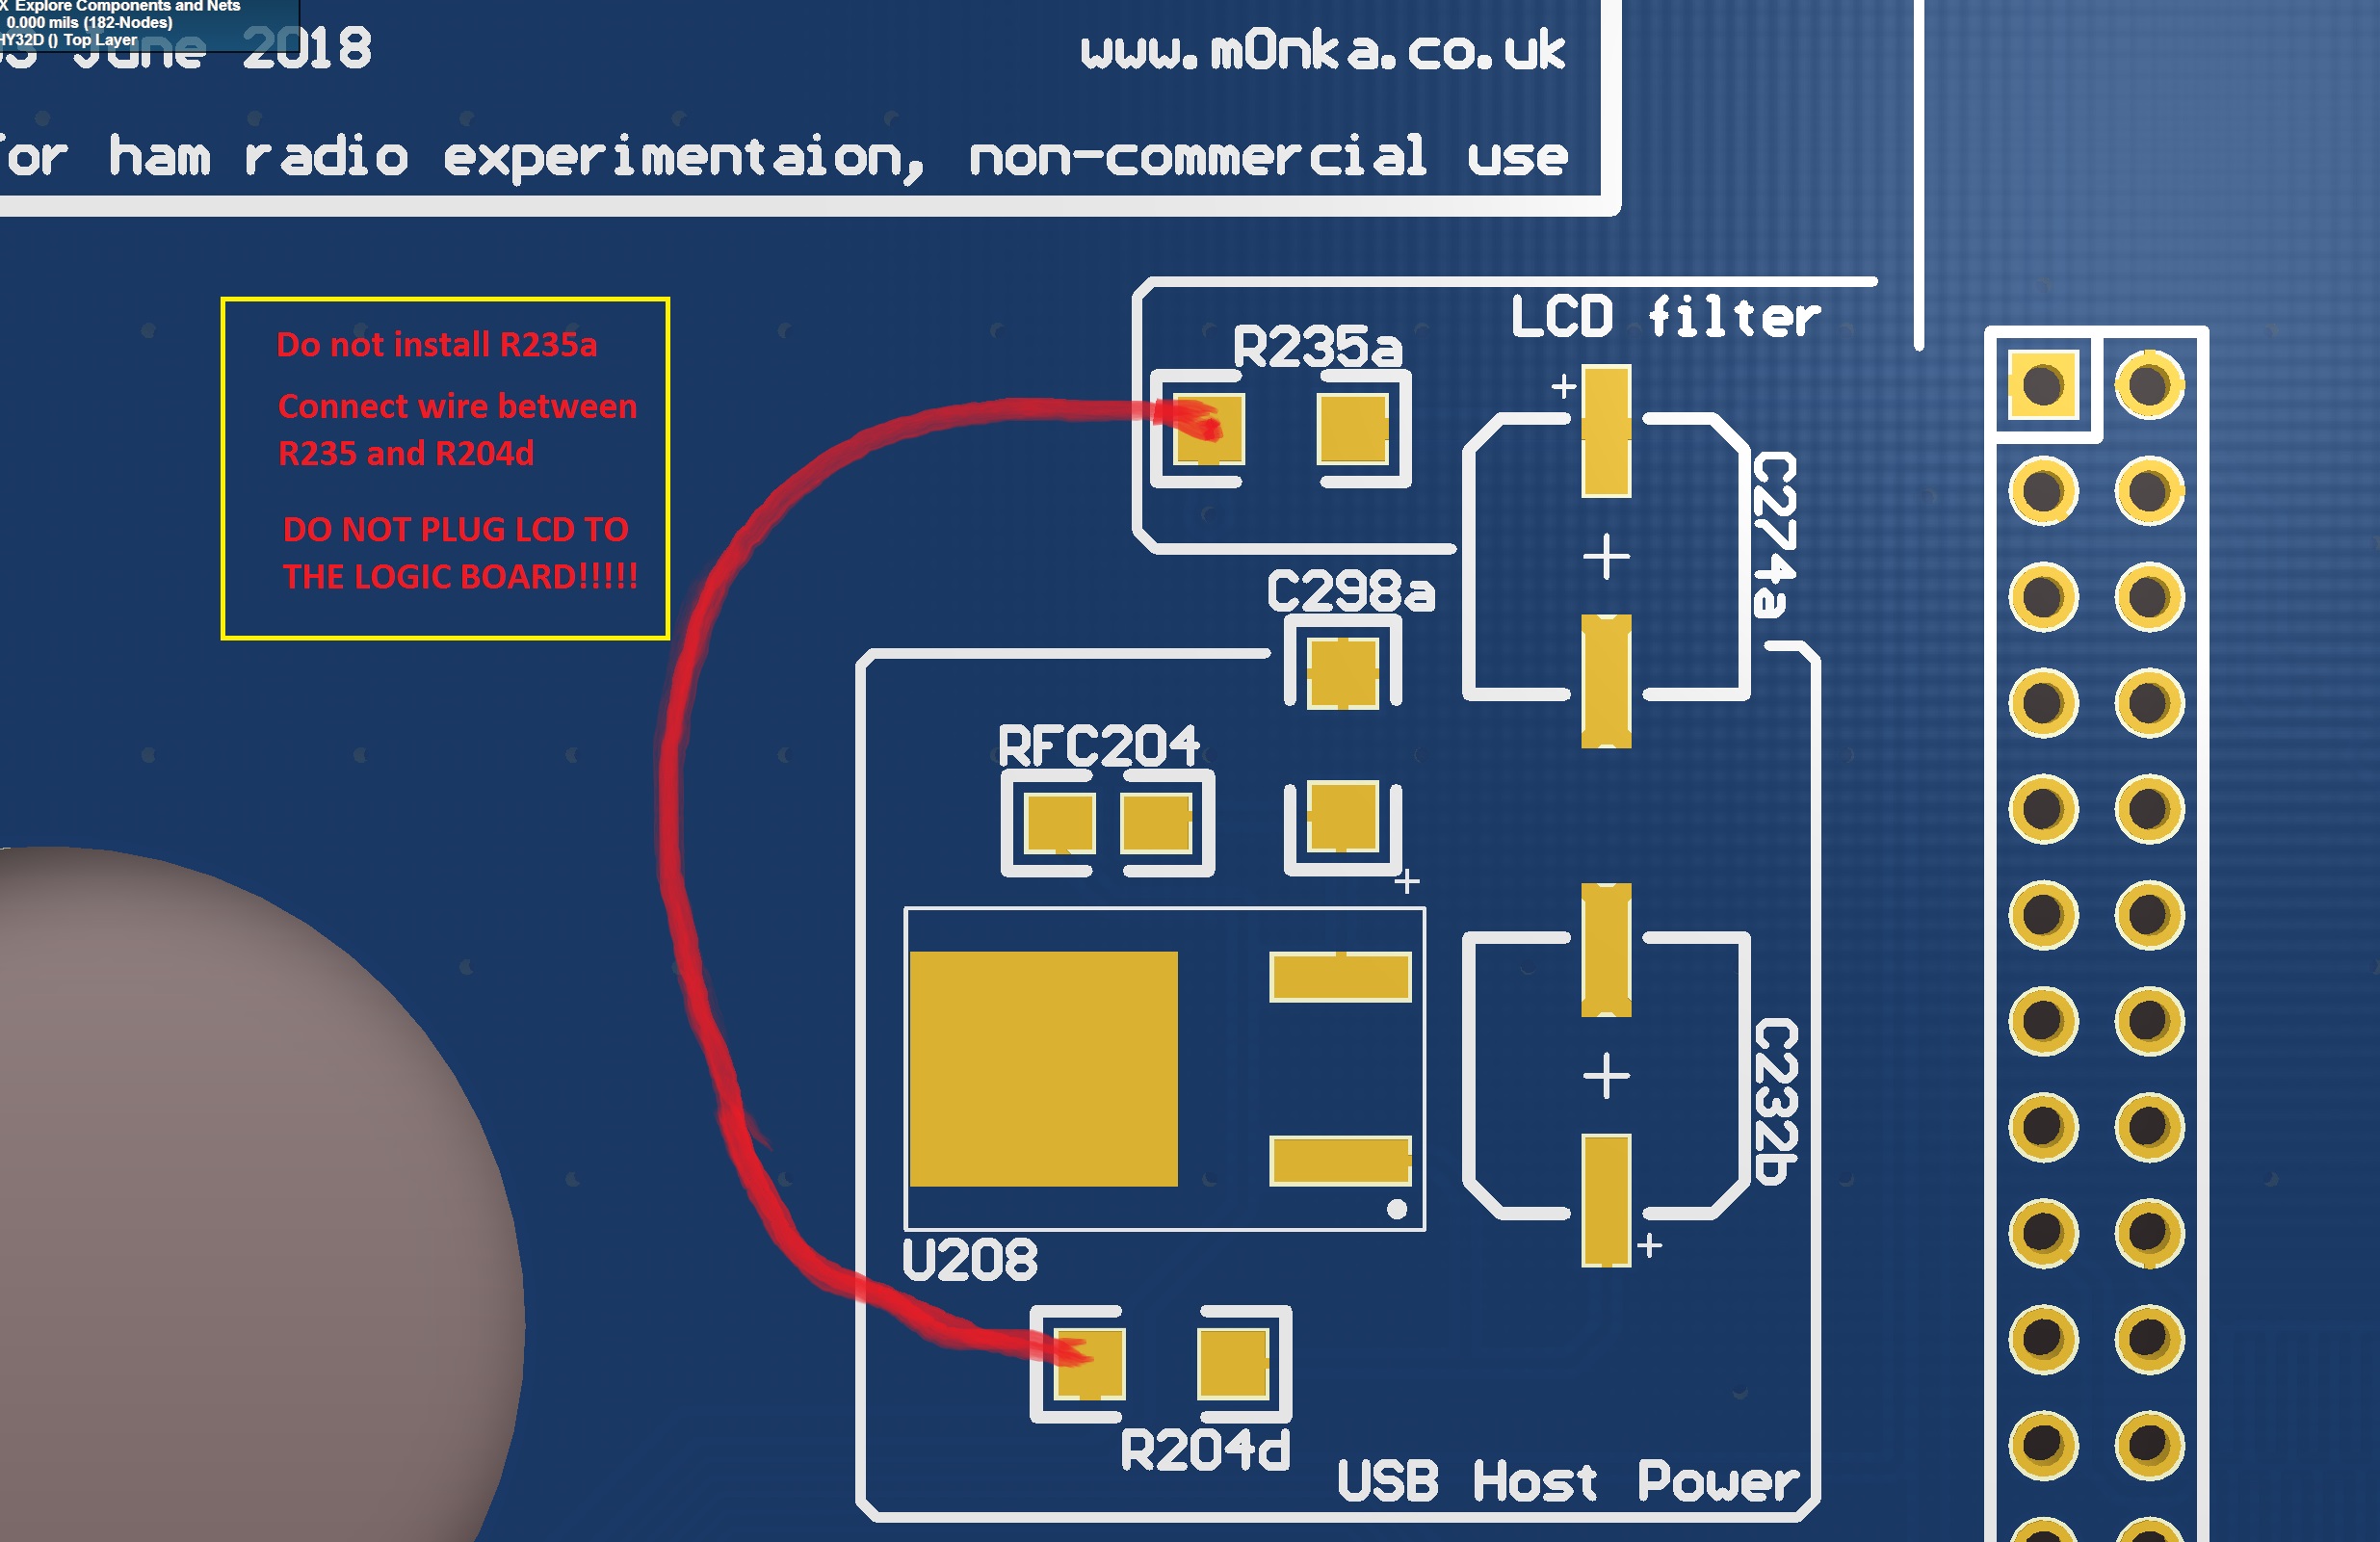 X Explore Components and Nets
0.000 mils (182-Nodes)
HY32D () Top Layer
June 2018
www.m0nka.co.uk
for ham radio experimentaion, non-commercial use
Do not install R235a
Connect wire between
R235 and R204d
DO NOT PLUG LCD TO
THE LOGIC BOARD!!!!!
LCD filter
R235a
+
C274a
C298a
RFC204
+
C232b
U208
+
R204d
USB Host Power